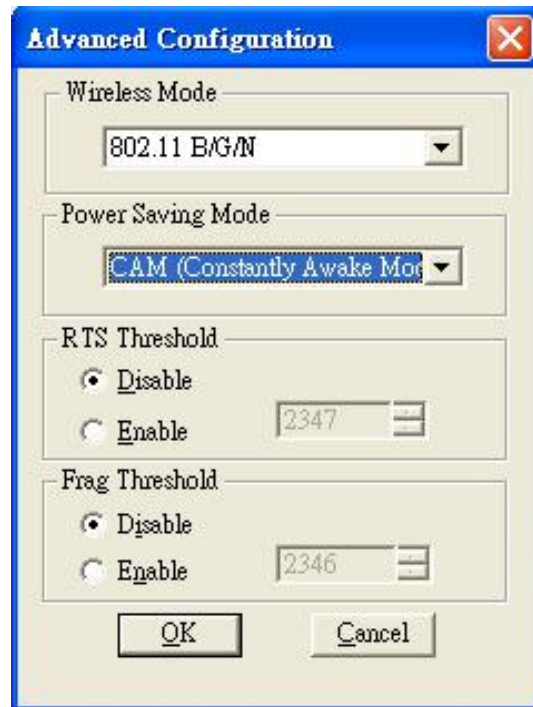 Advanced Configuration
Wireless Mode
802.11 B/G/N
Power Saving Mode
CAM (Constantly Awake Mod
RTS Threshold
Disable
Enable
2347
Frag Threshold
Disable
Enable
2346
OK
Cancel